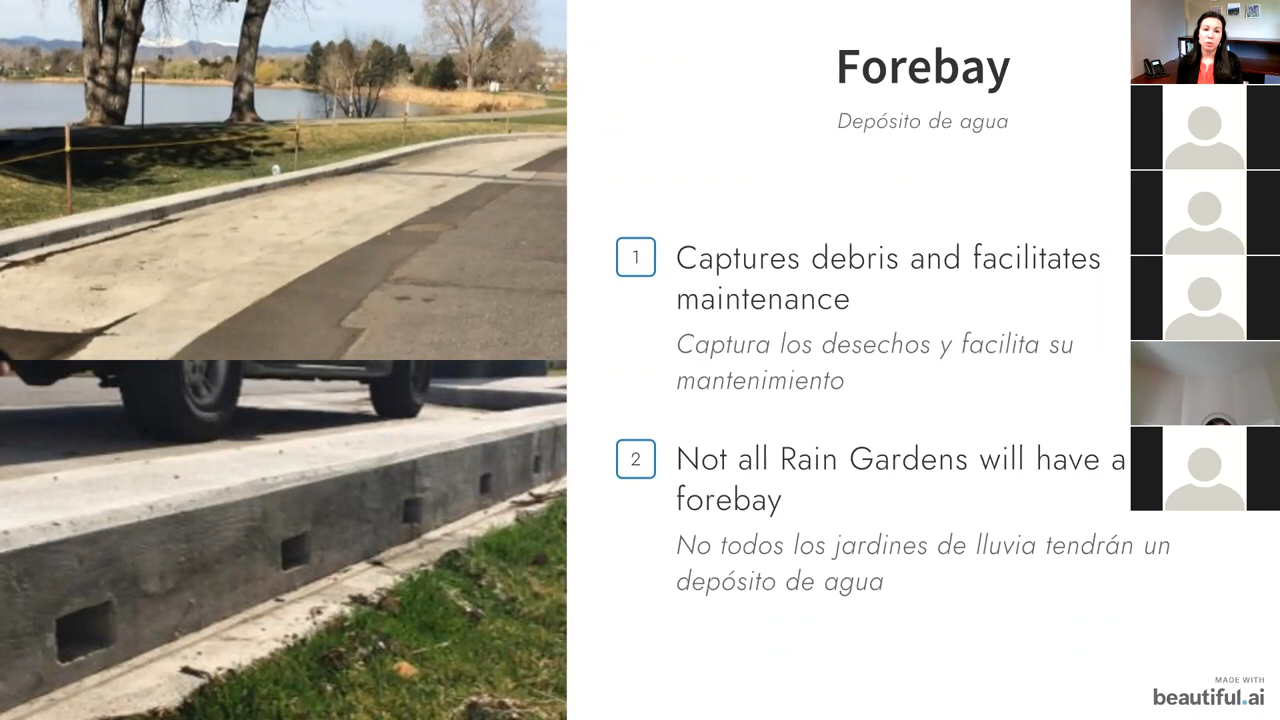 Forebay
Depósito de agua
1
Captures debris and facilitates
maintenance
Captura los desechos y facilita su
mantenimiento
2
Not all Rain Gardens will have a
forebay
No todos los jardines de lluvia tendrán un
depósito de agua
MADE WITH
beautiful.ai